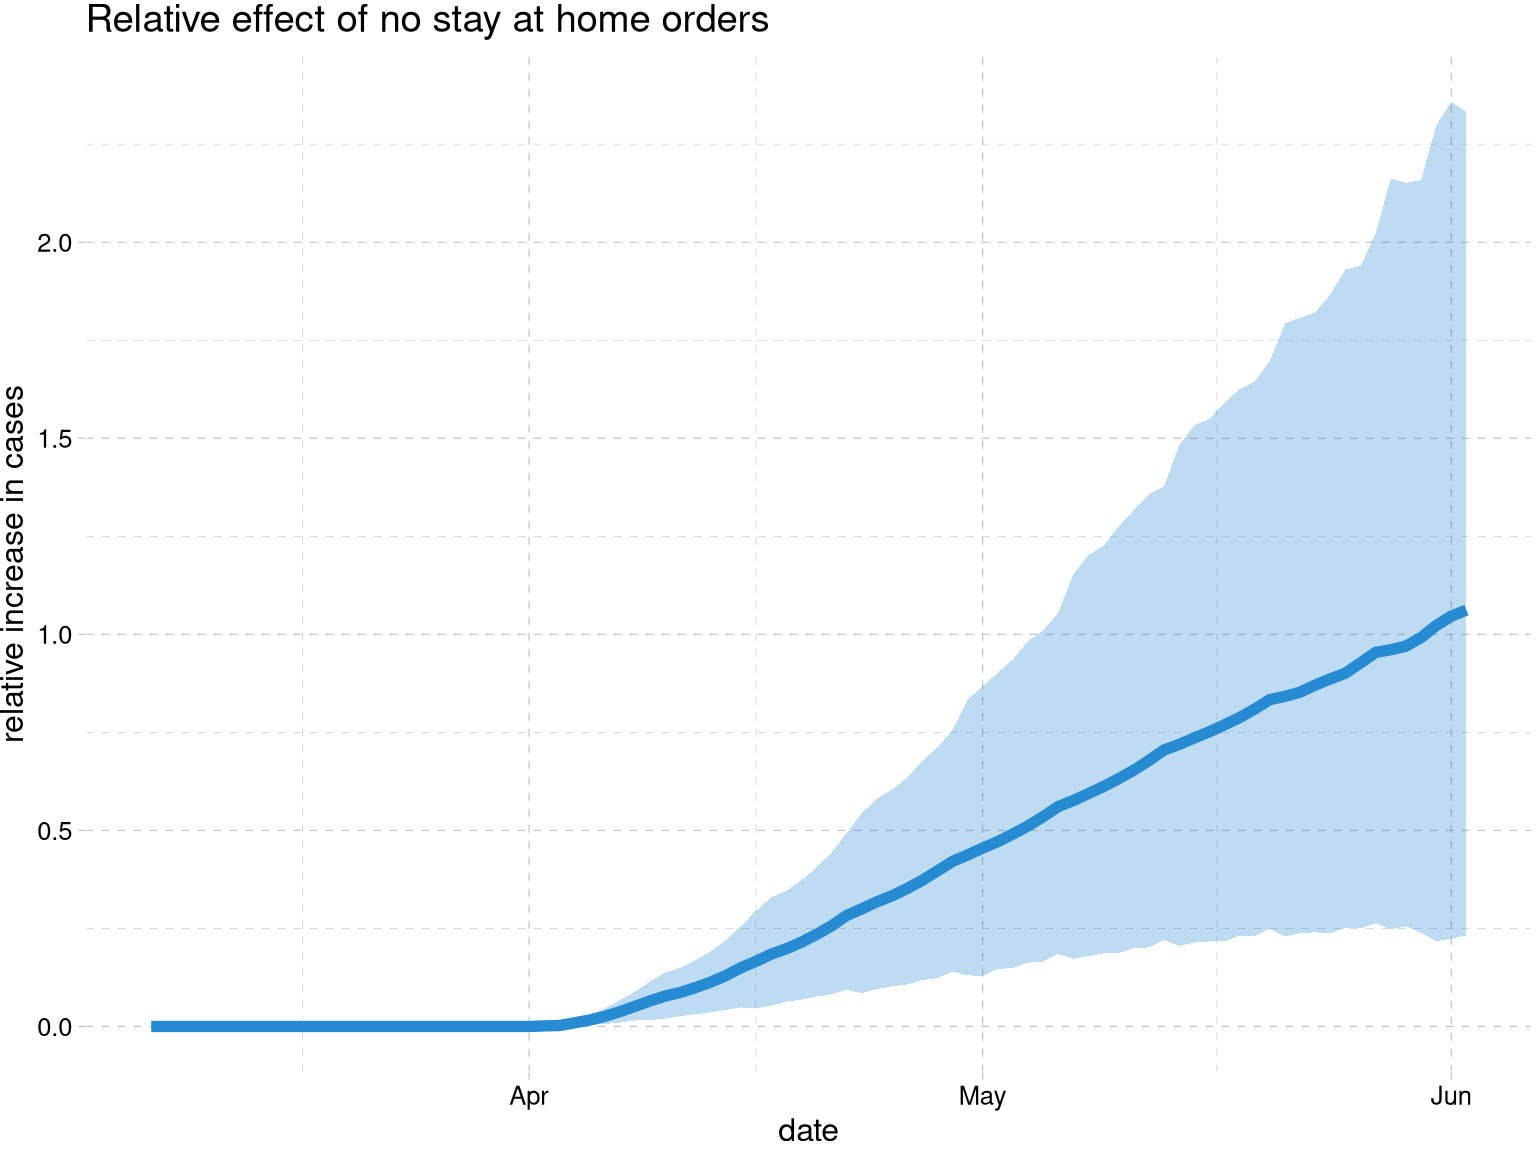 Relative effect of no stay at home orders
relative increase in cases
2.0
1.5
1.0
0.5
0.0
Apr
May
Jun
date